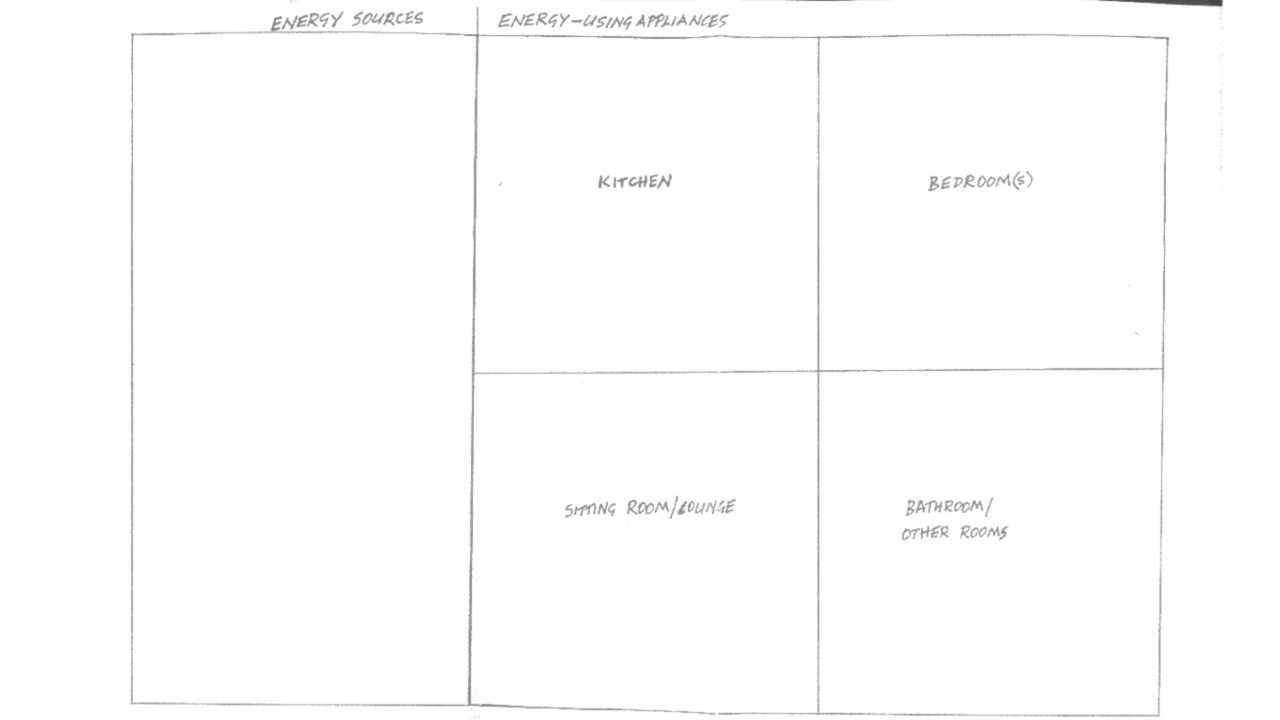 ENERGY SOURCES
ENERGY-USING APPLIANCES
KITCHEN
BEDROOM(S)
SITTING ROOM/LOUNGE
BATHROOM/
OTHER ROOMS